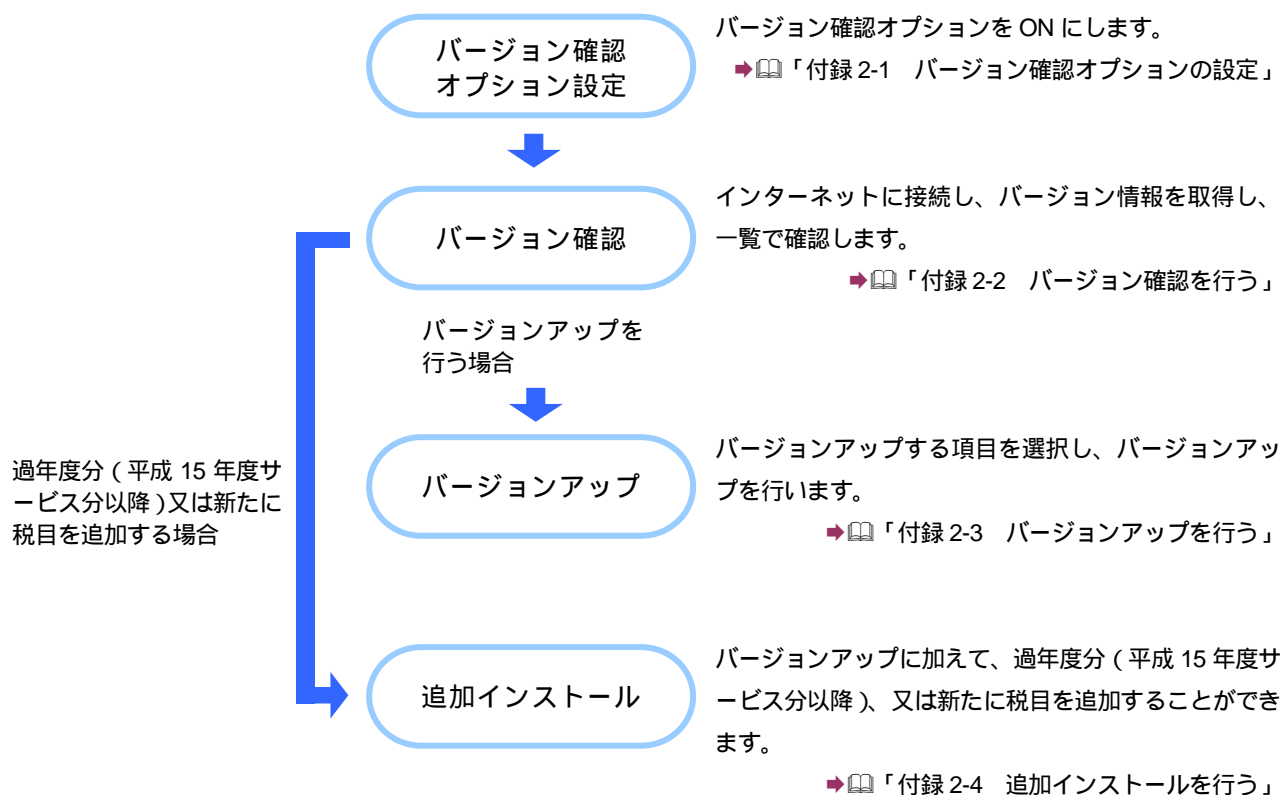 バージョン確認
オプション設定
バージョン確認オプションを ON にします。
「付録 2-1　バージョン確認オプションの設定」
バージョン確認
インターネットに接続し、バージョン情報を取得し、
一覧で確認します。
「付録 2-2　バージョン確認を行う」
バージョンアップを
行う場合
過年度分（平成 15 年度サ
ービス分以降）又は新たに
税目を追加する場合
バージョンアップ
バージョンアップする項目を選択し、バージョンアッ
プを行います。
「付録 2-3　バージョンアップを行う」
追加インストール
バージョンアップに加えて、過年度分（平成 15 年度サ
ービス分以降）、又は新たに税目を追加することができ
ます。
「付録 2-4　追加インストールを行う」